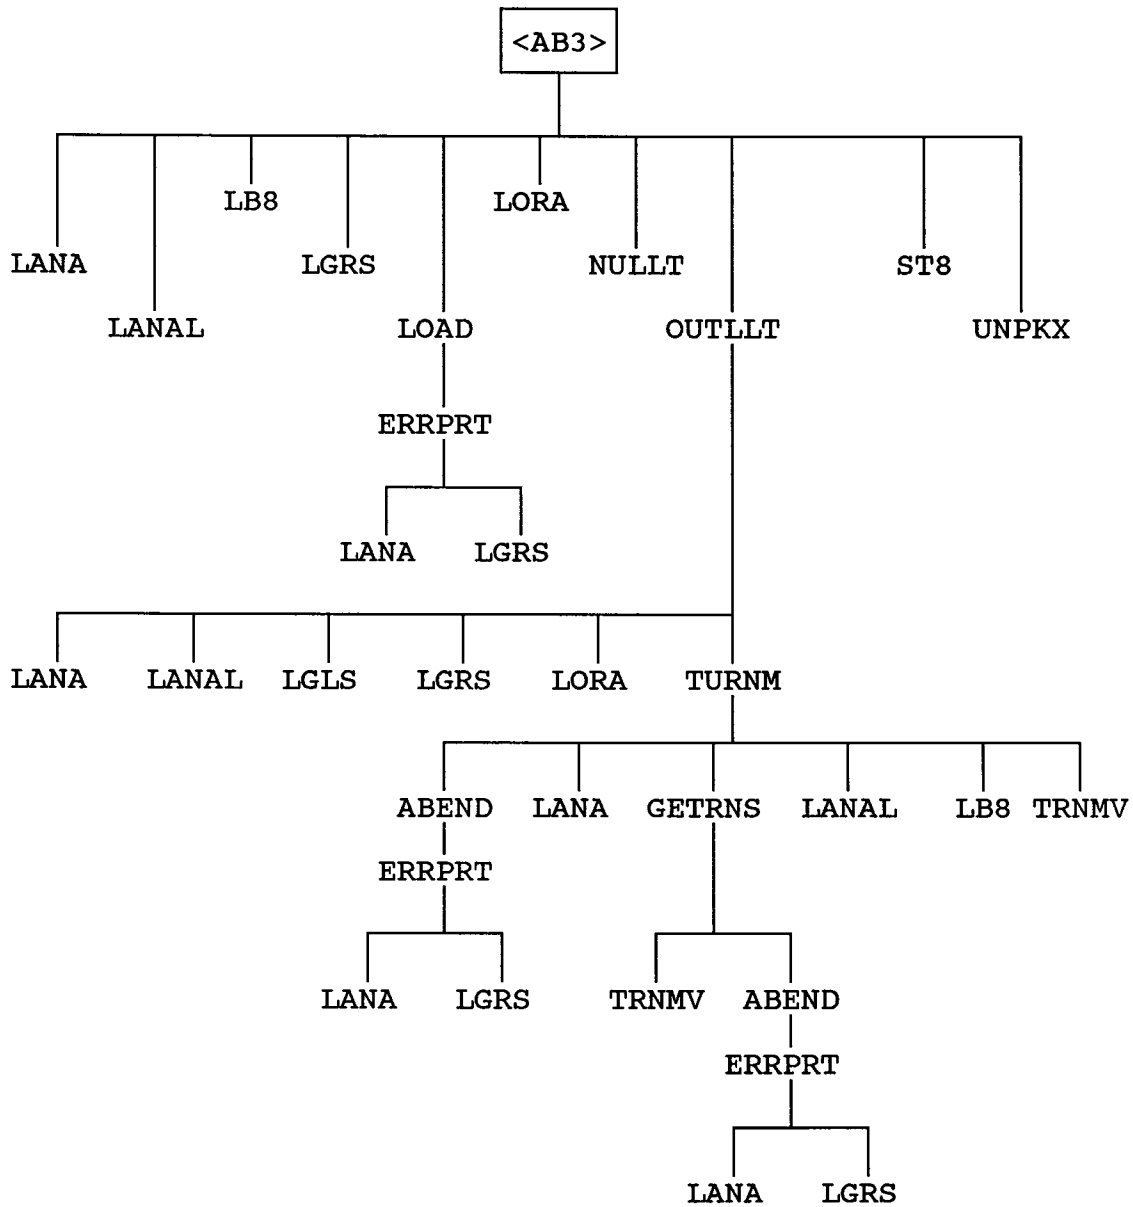 <AB3>
LB8 LORA
LANA LGRS NULLT ST8
LANAL LOAD OUTLLT UNPKX
ERRPRT
LANA LGRS
LANA LANAL LGLS LGRS LORA TURNM
ABEND LANA GETRNS LANAL LB8 TRNMV
ERRPRT
LANA LGRS TRNMV ABEND
ERRPRT
LANA LGRS